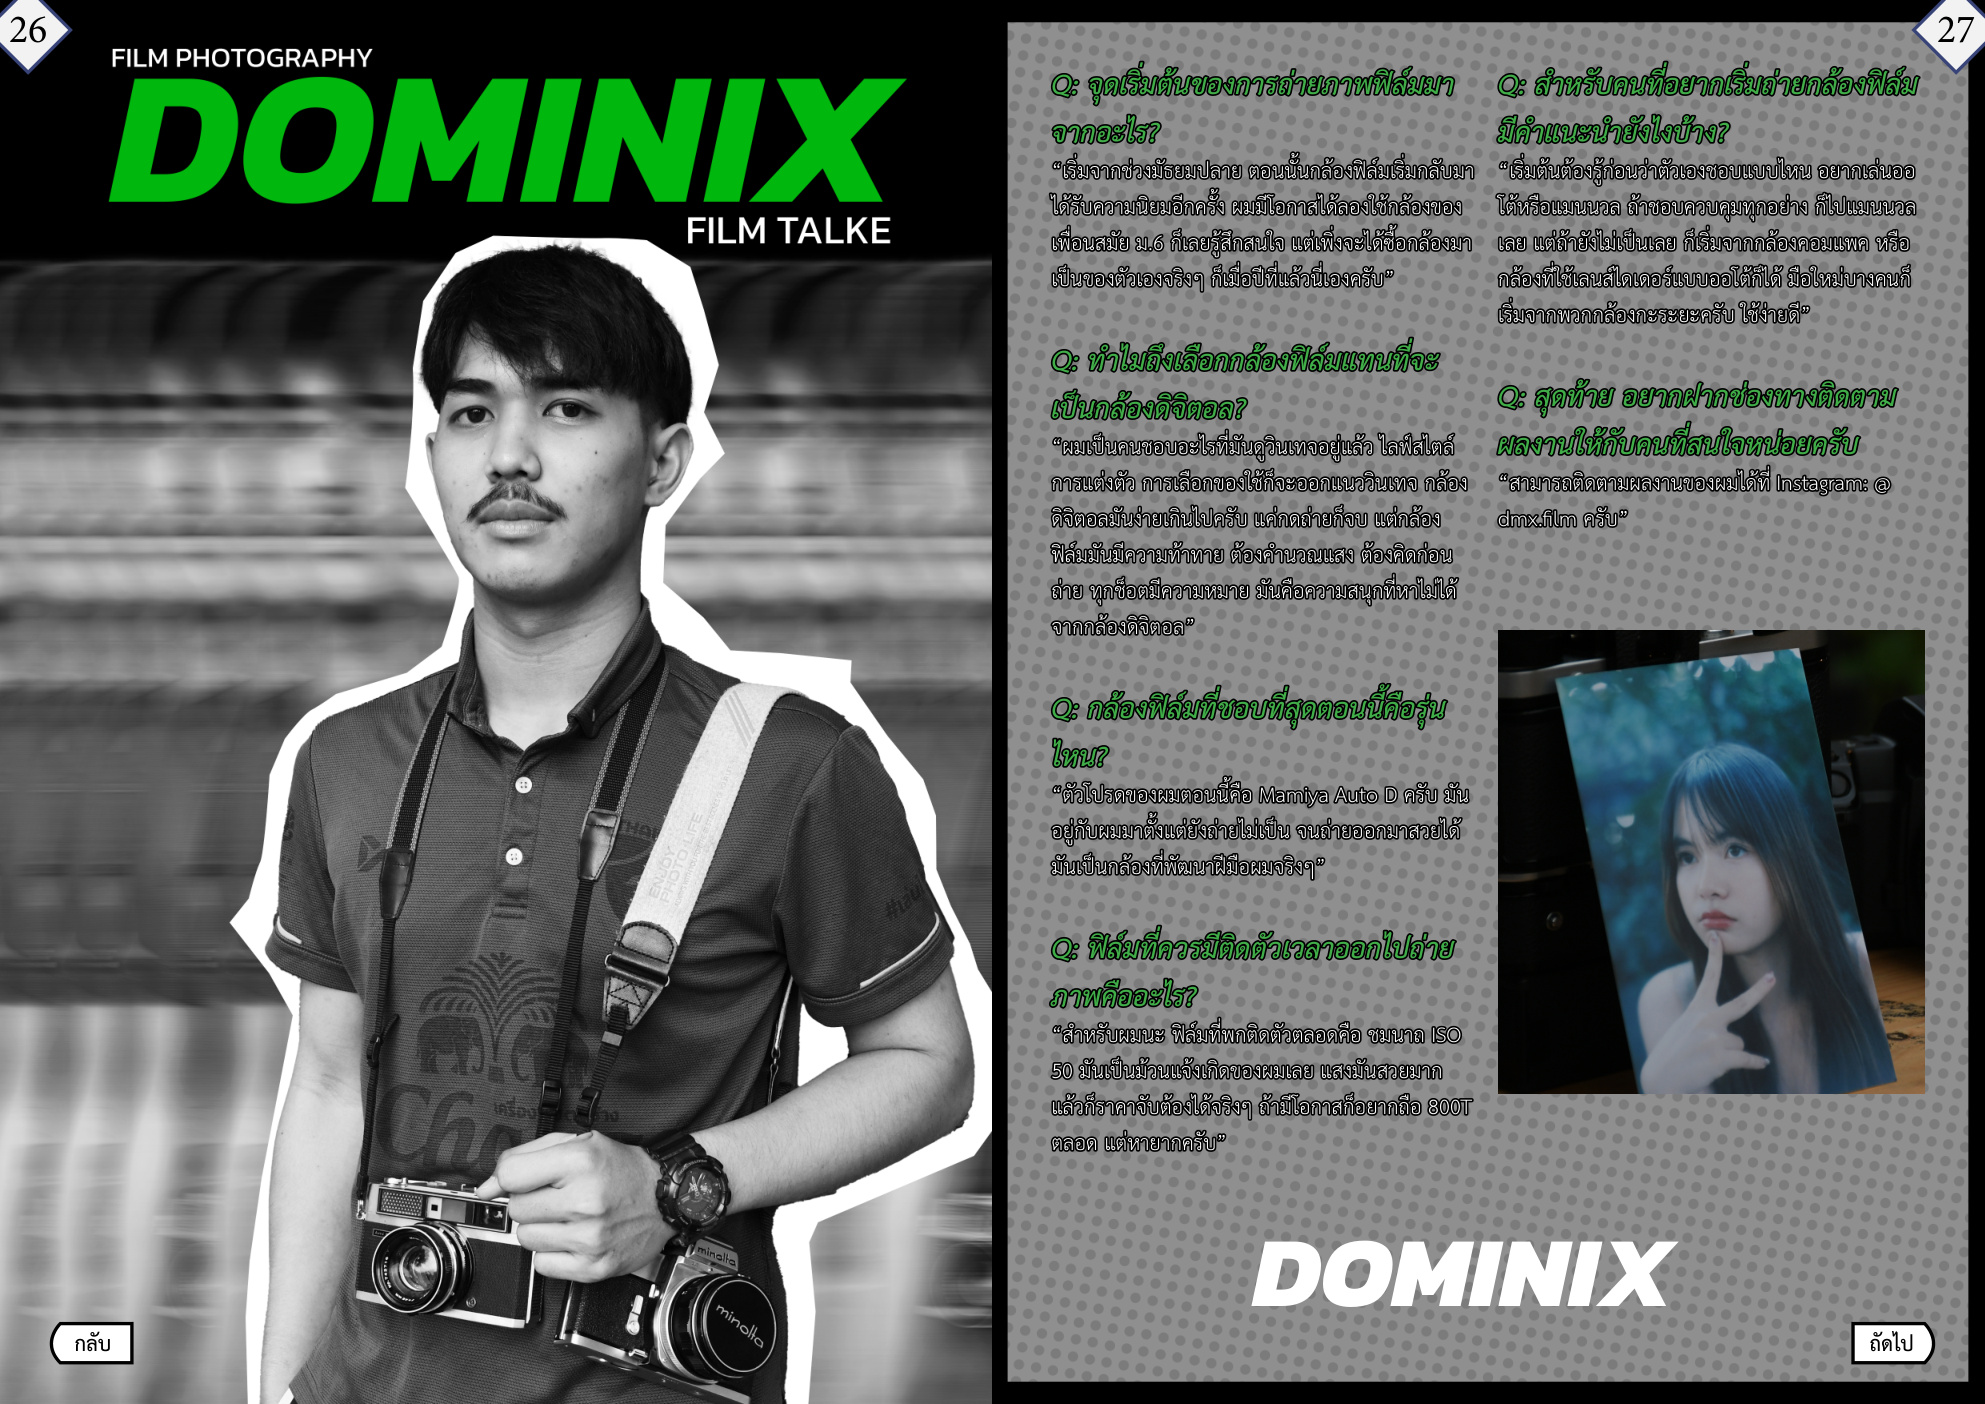 26
FILM PHOTOGRAPHY
DOMINIX
FILM TALKE
ENJOY
PHOTO LIFE
เครื่อง
minolta
minolta
กลับ
27
Q: จุดเริ่มต้นของการถ่ายภาพฟิล์มมา
จากอะไร?
“เริ่มจากช่วงมัธยมปลาย ตอนนั้นกล้องฟิล์มเริ่มกลับมา
ได้รับความนิยมอีกครั้ง ผมมีโอกาสได้ลองใช้กล้องของ
เพื่อนสมัย ม.6 ก็เลยรู้สึกสนใจ แต่เพิ่งจะได้ซื้อกล้องมา
เป็นของตัวเองจริงๆ ก็เมื่อปีที่แล้วนี่เองครับ”
Q: ทำไมถึงเลือกกล้องฟิล์มแทนที่จะ
เป็นกล้องดิจิตอล?
“ผมเป็นคนชอบอะไรที่มันดูวินเทจอยู่แล้ว ไลฟ์สไตล์
การแต่งตัว การเลือกของใช้ก็จะออกแนววินเทจ กล้อง
ดิจิตอลมันง่ายเกินไปครับ แค่กดถ่ายก็จบ แต่กล้อง
ฟิล์มมันมีความท้าทาย ต้องคำนวณแสง ต้องคิดก่อน
ถ่าย ทุกช็อตมีความหมาย มันคือความสนุกที่หาไม่ได้
จากกล้องดิจิตอล”
Q: กล้องฟิล์มที่ชอบที่สุดตอนนี้คือรุ่น
ไหน?
“ตัวโปรดของผมตอนนี้คือ Mamiya Auto D ครับ มัน
อยู่กับผมมาตั้งแต่ยังถ่ายไม่เป็น จนถ่ายออกมาสวยได้
มันเป็นกล้องที่พัฒนาฝีมือผมจริงๆ”
Q: ฟิล์มที่ควรมีติดตัวเวลาออกไปถ่าย
ภาพคืออะไร?
“สำหรับผมนะ ฟิล์มที่พกติดตัวตลอดคือ ชมนาถ ISO
50 มันเป็นม้วนแจ้งเกิดของผมเลย แสงมันสวยมาก
แล้วก็ราคาจับต้องได้จริงๆ ถ้ามีโอกาสก็อยากถือ 800T
ตลอด แต่หายากครับ”
Q: สำหรับคนที่อยากเริ่มถ่ายกล้องฟิล์ม
มีคำแนะนำยังไงบ้าง?
“เริ่มต้นต้องรู้ก่อนว่าตัวเองชอบแบบไหน อยากเล่นออ
โต้หรือแมนนวล ถ้าชอบควบคุมทุกอย่าง ก็ไปแมนนวล
เลย แต่ถ้ายังไม่เป็นเลย ก็เริ่มจากกล้องคอมแพค หรือ
กล้องที่ใช้เลนส์ไดเดอร์แบบออโต้ก็ได้ มือใหม่บางคนก็
เริ่มจากพวกกล้องกะระยะครับ ใช้ง่ายดี”
Q: สุดท้าย อยากฝากช่องทางติดตาม
ผลงานให้กับคนที่สนใจหน่อยครับ
“สามารถติดตามผลงานของผมได้ที่ Instagram: @
dmx.film ครับ”
DOMINIX
ถัดไป